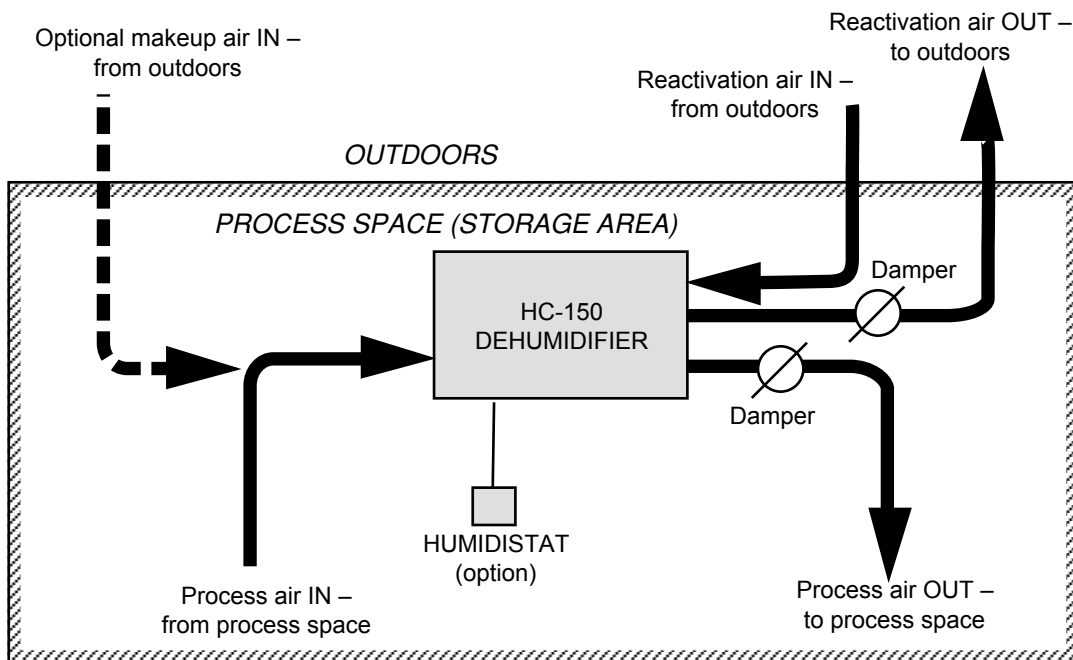 Optional makeup air IN –
from outdoors
Reactivation air OUT –
to outdoors
Reactivation air IN –
from outdoors
OUTDOORS
PROCESS SPACE (STORAGE AREA)
Damper
HC-150
DEHUMIDIFIER
Damper
HUMIDISTAT
(option)
Process air IN –
from process space
Process air OUT –
to process space